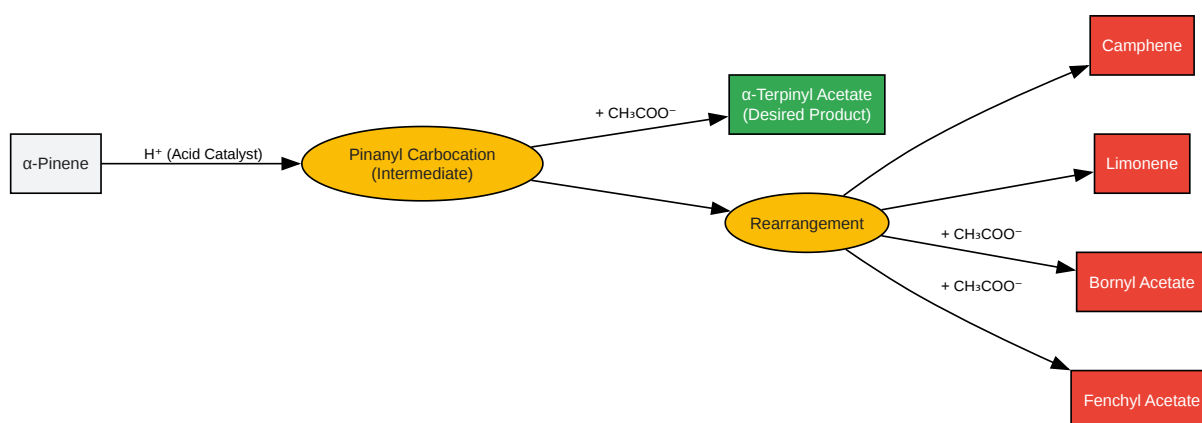 α-Pinene
H⁺ (Acid Catalyst)
Pinanyl Carbocation
(Intermediate)
+ CH₃COO⁻
α-Terpinyl Acetate
(Desired Product)
Rearrangement
Camphene
Limonene
+ CH₃COO⁻
Bornyl Acetate
+ CH₃COO⁻
Fenchyl Acetate